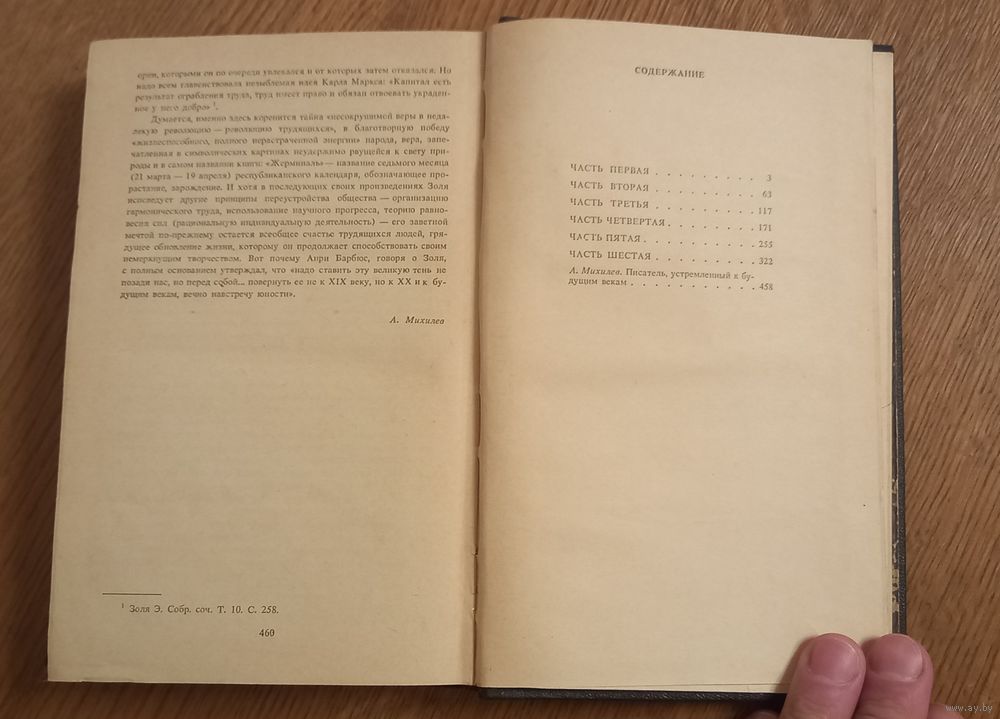 ории, которыми он по очереди увлекался и от которых затем отказался. Но
надо всем главенствовала незыблемая идея Карла Маркса: «Капитал есть
результат ограбления труда, труд имеет право и обязан отвоевать украден-
ное у него добро» ¹.
Думается, именно здесь коренится тайна «несокрушимой веры в неда-
лекую революцию — революцию трудящихся», в благотворную победу
«жизнеспособного, полного нерастраченной энергии» народа, вера, запе-
чатленная в символических картинах неудержимо рвущейся к свету при-
роды и в самом названии книги: «Жерминаль» — название седьмого месяца
(21 марта — 19 апреля) республиканского календаря, обозначающее про-
растание, зарождение. И хотя в последующих своих произведениях Золя
исповедует другие принципы переустройства общества — организацию
гармонического труда, использование научного прогресса, теорию равно-
весия сил (рациональную индивидуальную деятельность) — его заветной
мечтой по-прежнему остается всеобщее счастье трудящихся людей, гря-
дущее обновление жизни, которому он продолжает способствовать своим
немеркнущим творчеством. Вот почему Анри Барбюс, говоря о Золя,
с полным основанием утверждал, что «надо ставить эту великую тень не
позади нас, но перед собой... повернуть ее не к XIX веку, но к XX и к бу-
дущим векам, вечно навстречу юности».
А. Михилев
¹ Золя Э. Собр. соч. Т. 10. С. 258.
460
СОДЕРЖАНИЕ
ЧАСТЬ ПЕРВАЯ . . . . . . . . 3
ЧАСТЬ ВТОРАЯ . . . . . . . . 63
ЧАСТЬ ТРЕТЬЯ . . . . . . . . 117
ЧАСТЬ ЧЕТВЕРТАЯ . . . . . . . 171
ЧАСТЬ ПЯТАЯ . . . . . . . . . 255
ЧАСТЬ ШЕСТАЯ . . . . . . . . 322
А. Михилев. Писатель, устремленный к бу-
дущим векам . . . . . . . . . . 458
www.ay.by